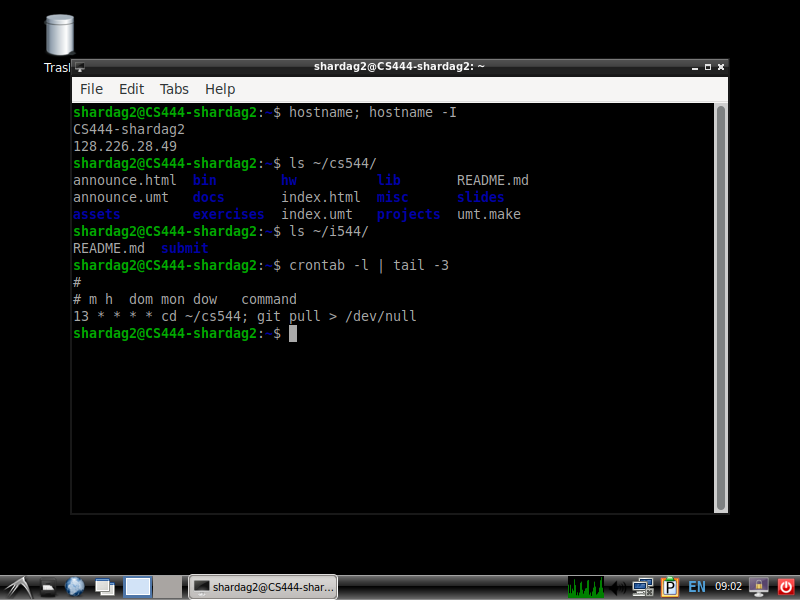 Trash
shardag2@CS444-shardag2: ~
File Edit Tabs Help
shardag2@CS444-shardag2:~$ hostname; hostname -I
CS444-shardag2
128.226.28.49
shardag2@CS444-shardag2:~$ ls ~/cs544/
announce.html bin hw lib README.md
announce.umt docs index.html misc slides
assets exercises index.umt projects umt.make
shardag2@CS444-shardag2:~$ ls ~/i544/
README.md submit
shardag2@CS444-shardag2:~$ crontab -l | tail -3
#
# m h dom mon dow command
13 * * * * cd ~/cs544; git pull > /dev/null
shardag2@CS444-shardag2:~$
shardag2@CS444-shar... P EN 09:02